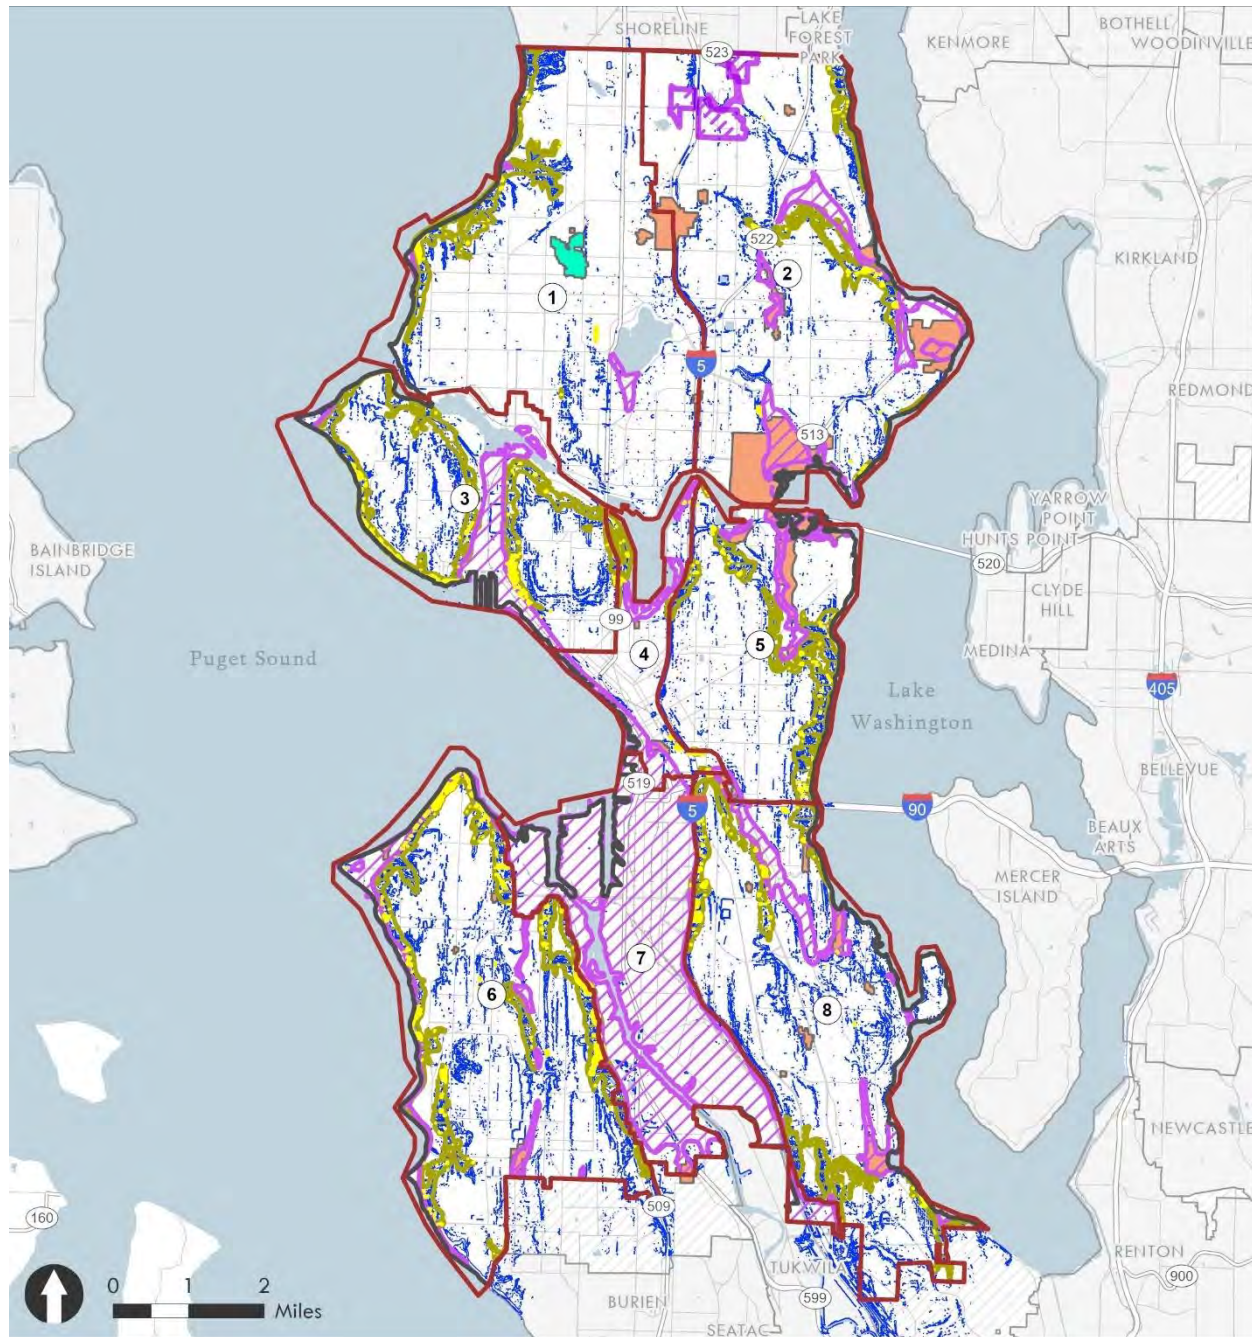 SHORELINE
LAKE
FOREST
PARK
523
KENMORE
BOTHELL
WOODINVILLE
522
2
1
KIRKLAND
5
REDMOND
513
3
YARROW
POINT
HUNTS POINT
520
BAINBRIDGE
ISLAND
CLYDE
HILL
99
4
5
MEDINA
Puget Sound
Lake
Washington
405
BELLEVUE
519
5
90
BEAUX
ARTS
MERCER
ISLAND
7
6
8
NEWCASTLE
160
509
TUKWILA
RENTON
900
599
BURIEN
SEATAC
0 1 2
Miles